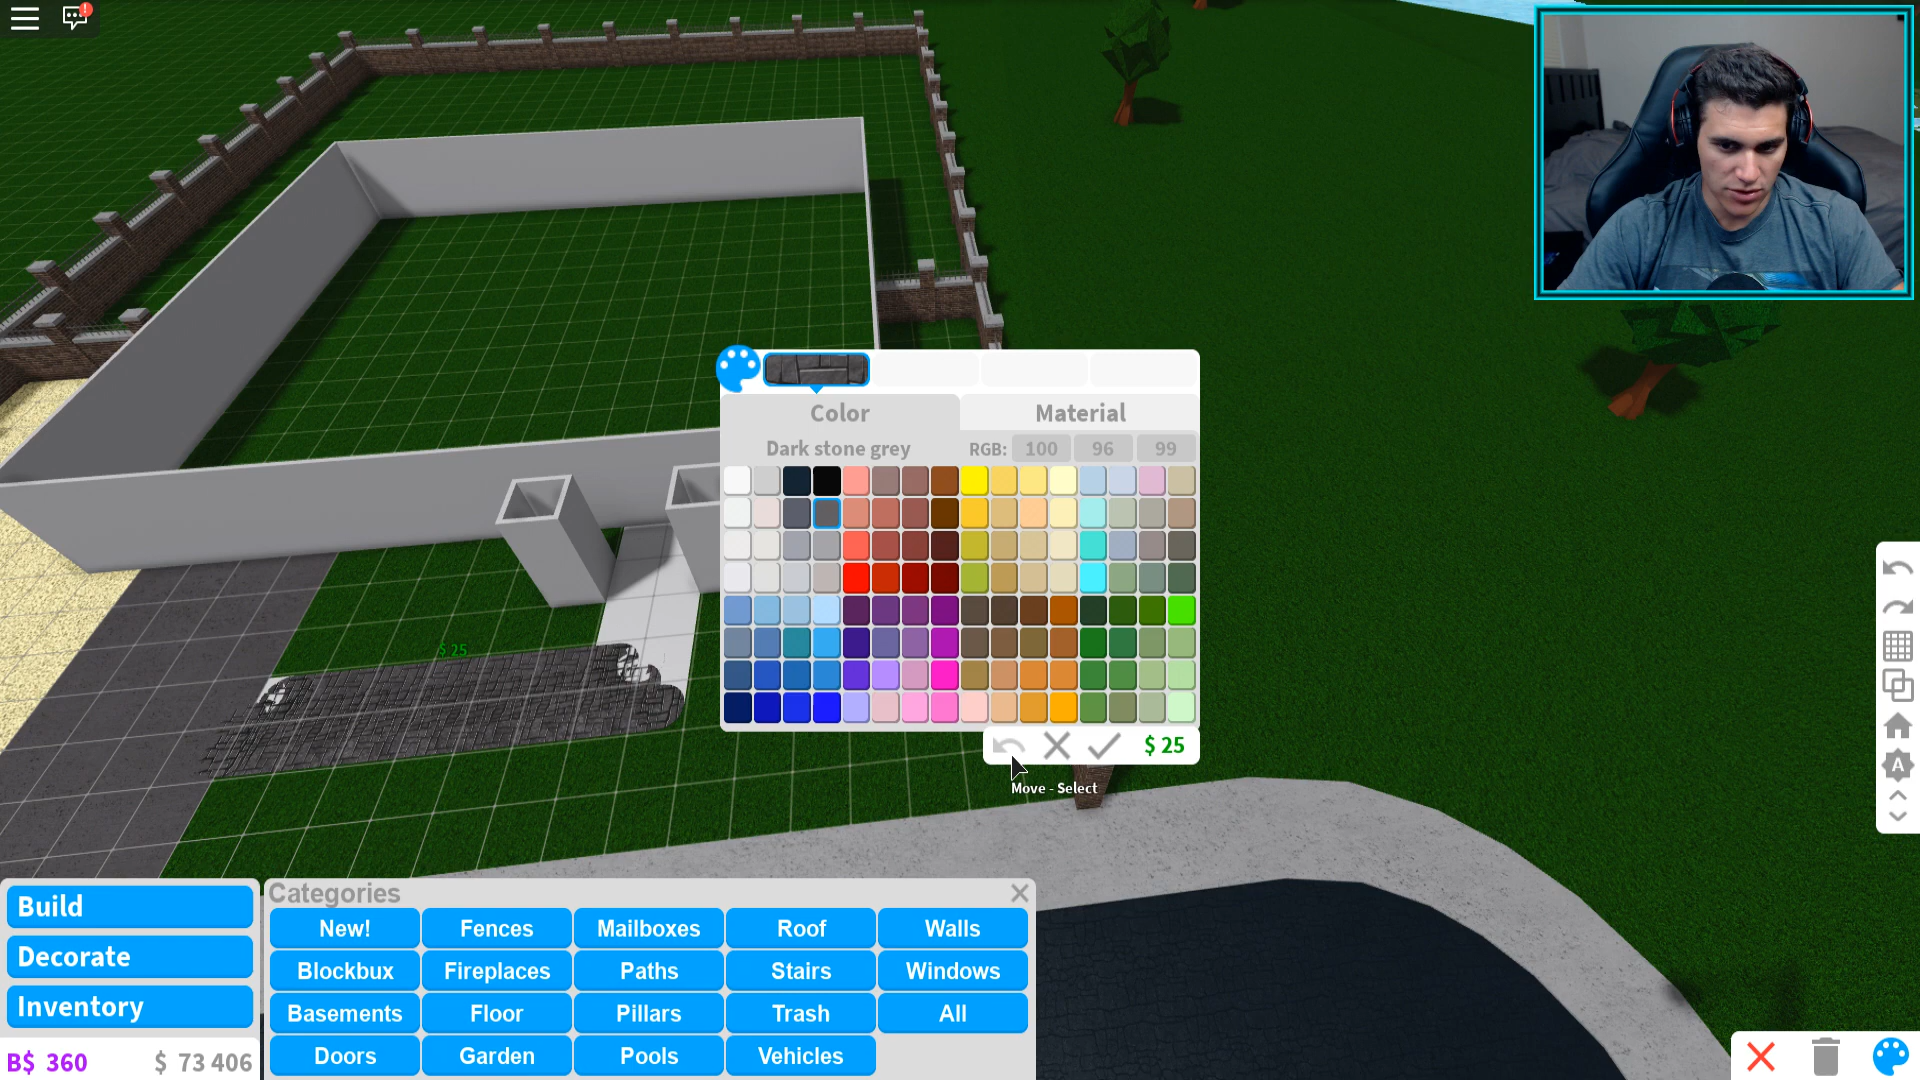 !
Color
Material
Dark stone grey
RGB: 100 96 99
$ 25
$ 25
Move - Select
A
Build
Decorate
Inventory
B$ 360
$ 73 406
Categories
New! Fences Mailboxes Roof Walls
Blockbux Fireplaces Paths Stairs Windows
Basements Floor Pillars Trash All
Doors Garden Pools Vehicles